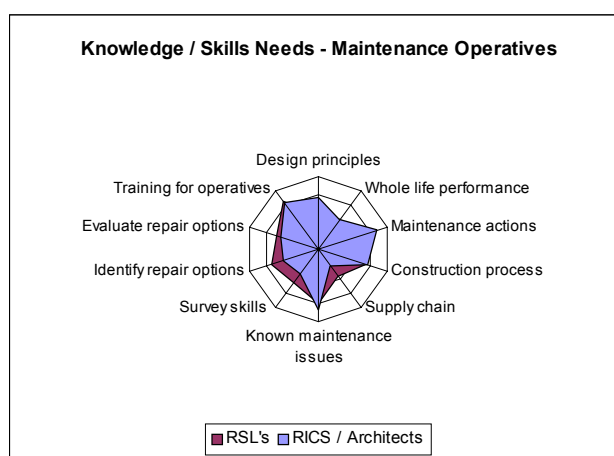 Knowledge / Skills Needs - Maintenance Operatives
Design principles
Training for operatives
Whole life performance
Evaluate repair options
Maintenance actions
Identify repair options
Construction process
Survey skills
Supply chain
Known maintenance
issues
RSL's
RICS / Architects